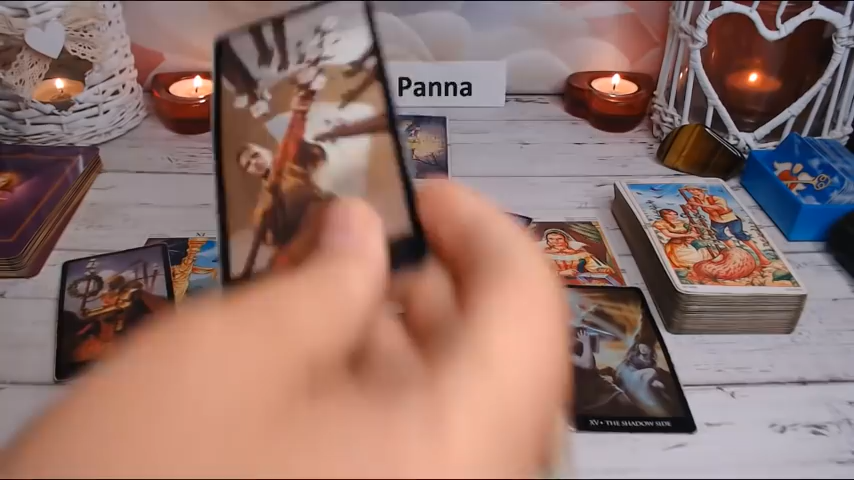 Panna
XV • THE SHADOW SIDE